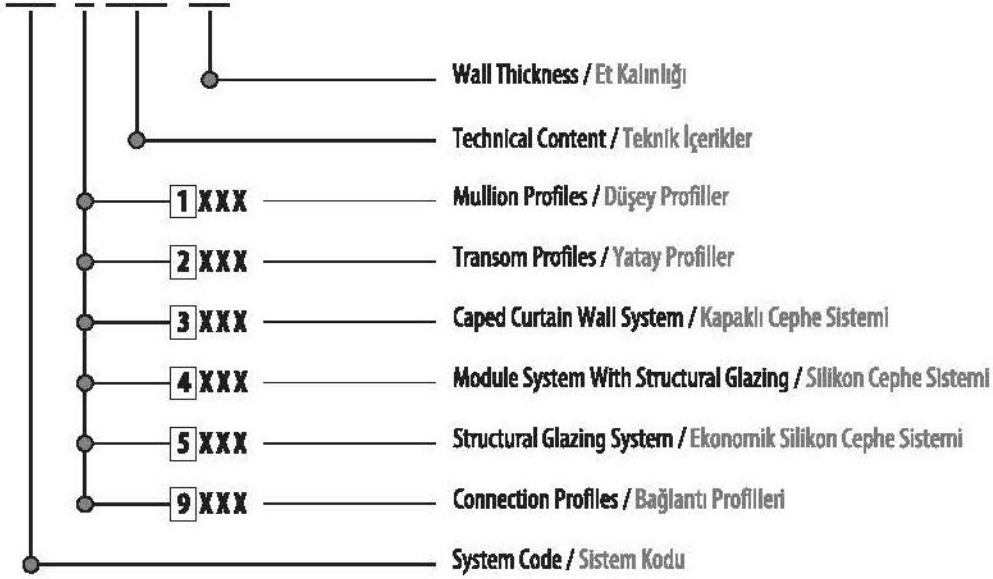 Wall Thickness / Et Kalınlığı
Technical Content / Teknik İçerikler
1XXX Mullion Profiles / Düşey Profiller
2XXX Transom Profiles / Yatay Profiller
3XXX Caped Curtain Wall System / Kapaklı Cephe Sistemi
4XXX Module System With Structural Glazing / Silikon Cephe Sistemi
5XXX Structural Glazing System / Ekonomik Silikon Cephe Sistemi
9XXX Connection Profiles / Bağlantı Profilleri
System Code / Sistem Kodu